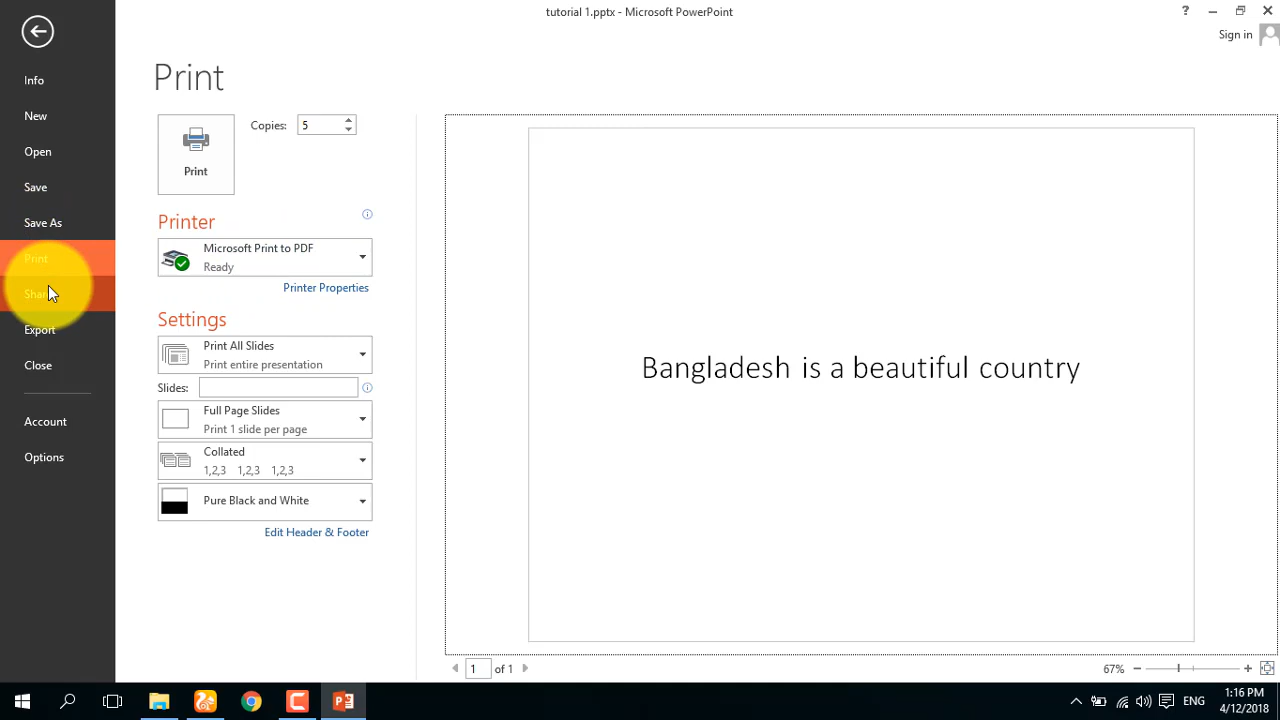 tutorial 1.pptx - Microsoft PowerPoint
?
Sign in
Info
New
Open
Save
Save As
Print
Share
Export
Close
Account
Options
Print
Print
Copies: 5
Printer
Microsoft Print to PDF
Ready
Printer Properties
Settings
Print All Slides
Print entire presentation
Slides:
Full Page Slides
Print 1 slide per page
Collated
1,2,3 1,2,3 1,2,3
Pure Black and White
Edit Header & Footer
Bangladesh is a beautiful country
1 of 1
67%
ENG
1:16 PM
4/12/2018